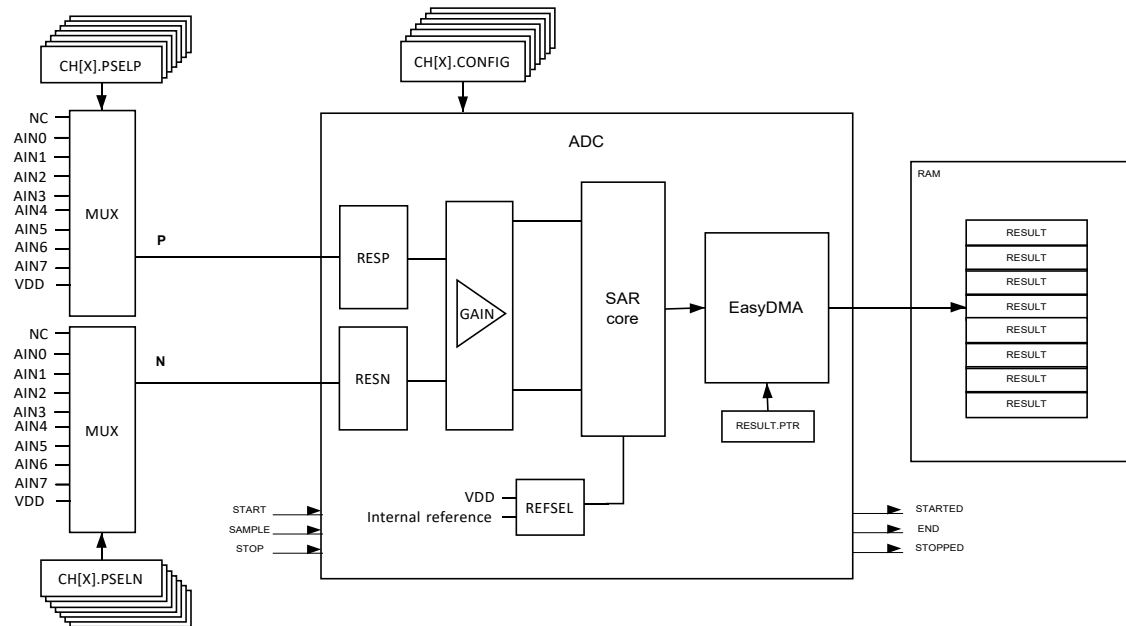 CH[X].PSELP
CH[X].CONFIG
NC
AIN0
AIN1
AIN2
AIN3
AIN4
AIN5
AIN6
AIN7
VDD
MUX
P
ADC
RESP
GAIN
SAR
core
EasyDMA
RESULT.PTR
RAM
RESULT
RESULT
RESULT
RESULT
RESULT
RESULT
RESULT
RESULT
NC
AIN0
AIN1
AIN2
AIN3
AIN4
AIN5
AIN6
AIN7
VDD
MUX
N
RESN
VDD
Internal reference
REFSEL
START
SAMPLE
STOP
STARTED
END
STOPPED
CH[X].PSELN